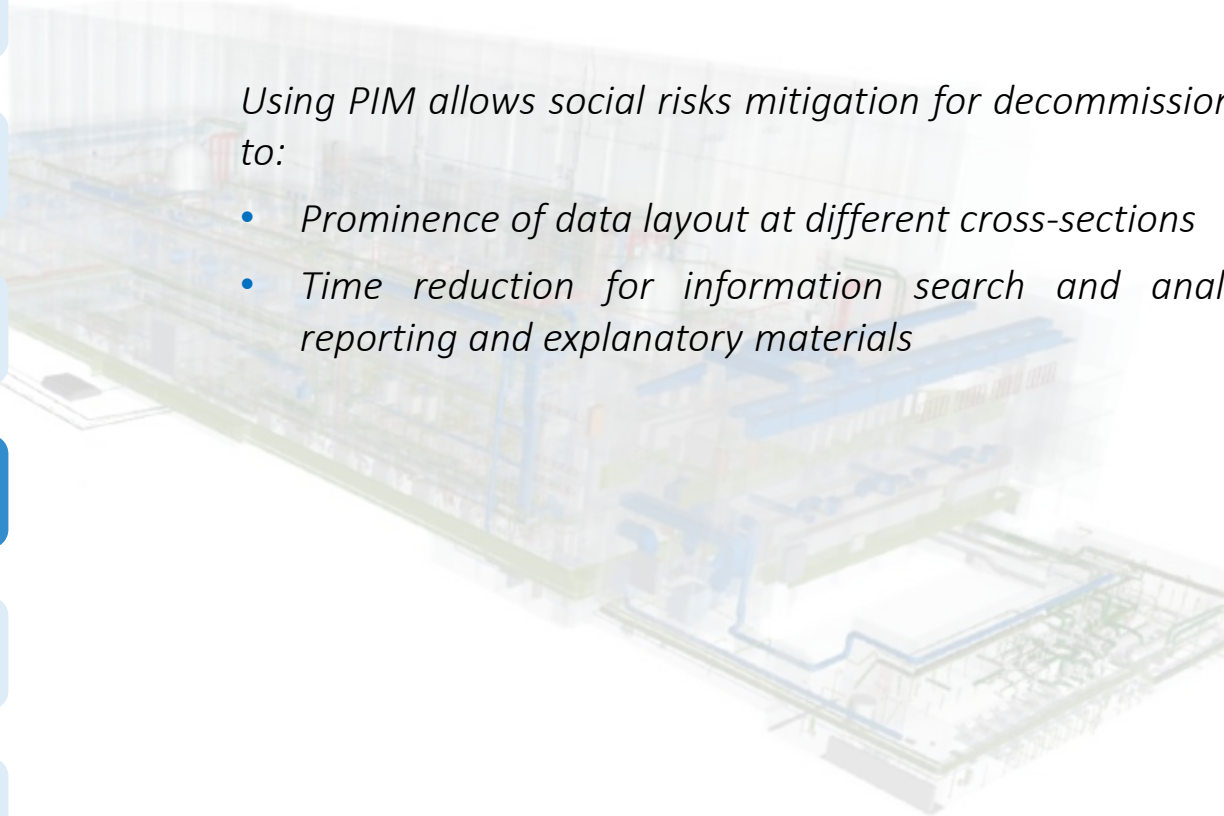 Using PIM allows social risks mitigation for decommission
to:
• Prominence of data layout at different cross-sections
• Time reduction for information search and anal
reporting and explanatory materials